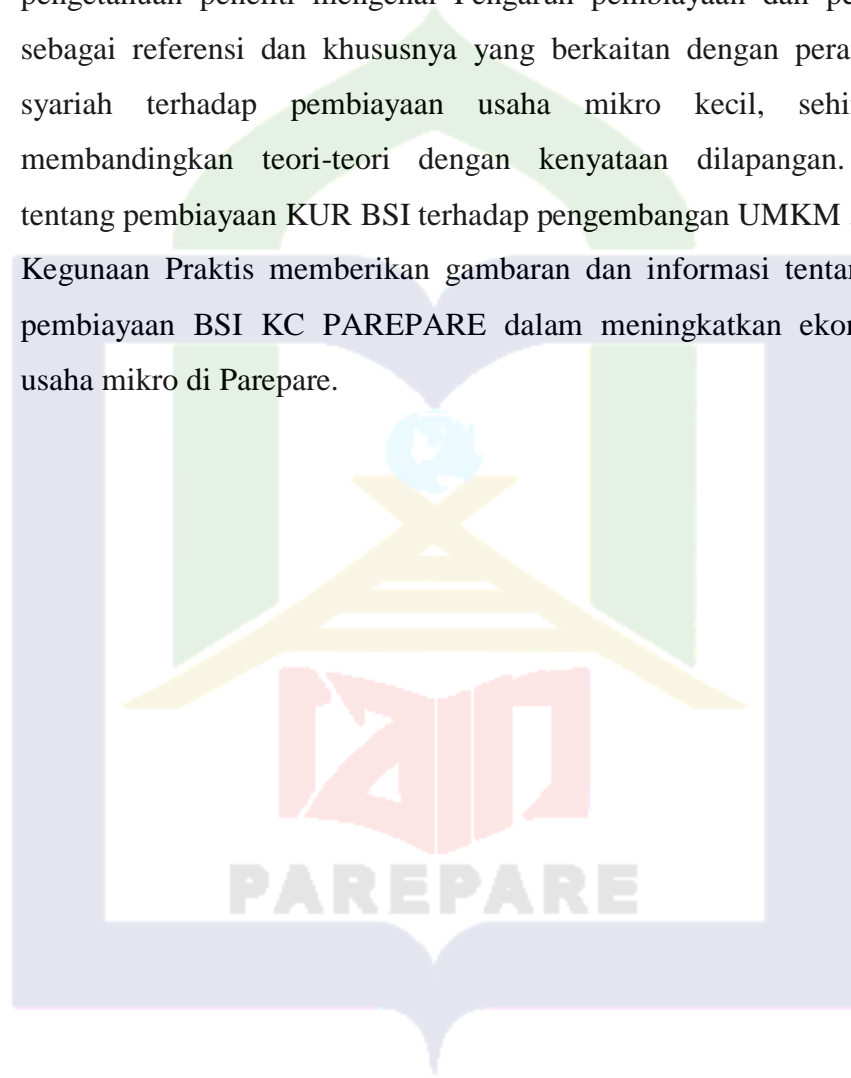 pengetahuan peneliti mengenai Pengaruh pembiayaan dan
sebagai referensi dan khususnya yang berkaitan dengan
syariah terhadap pembiayaan usaha mikro kecil,
membandingkan teori-teori dengan kenyataan dilapangan.
tentang pembiayaan KUR BSI terhadap pengembangan UMKM
Kegunaan Praktis memberikan gambaran dan informasi
pembiayaan BSI KC PAREPARE dalam meningkatkan
usaha mikro di Parepare.
IAIN
PAREPARE